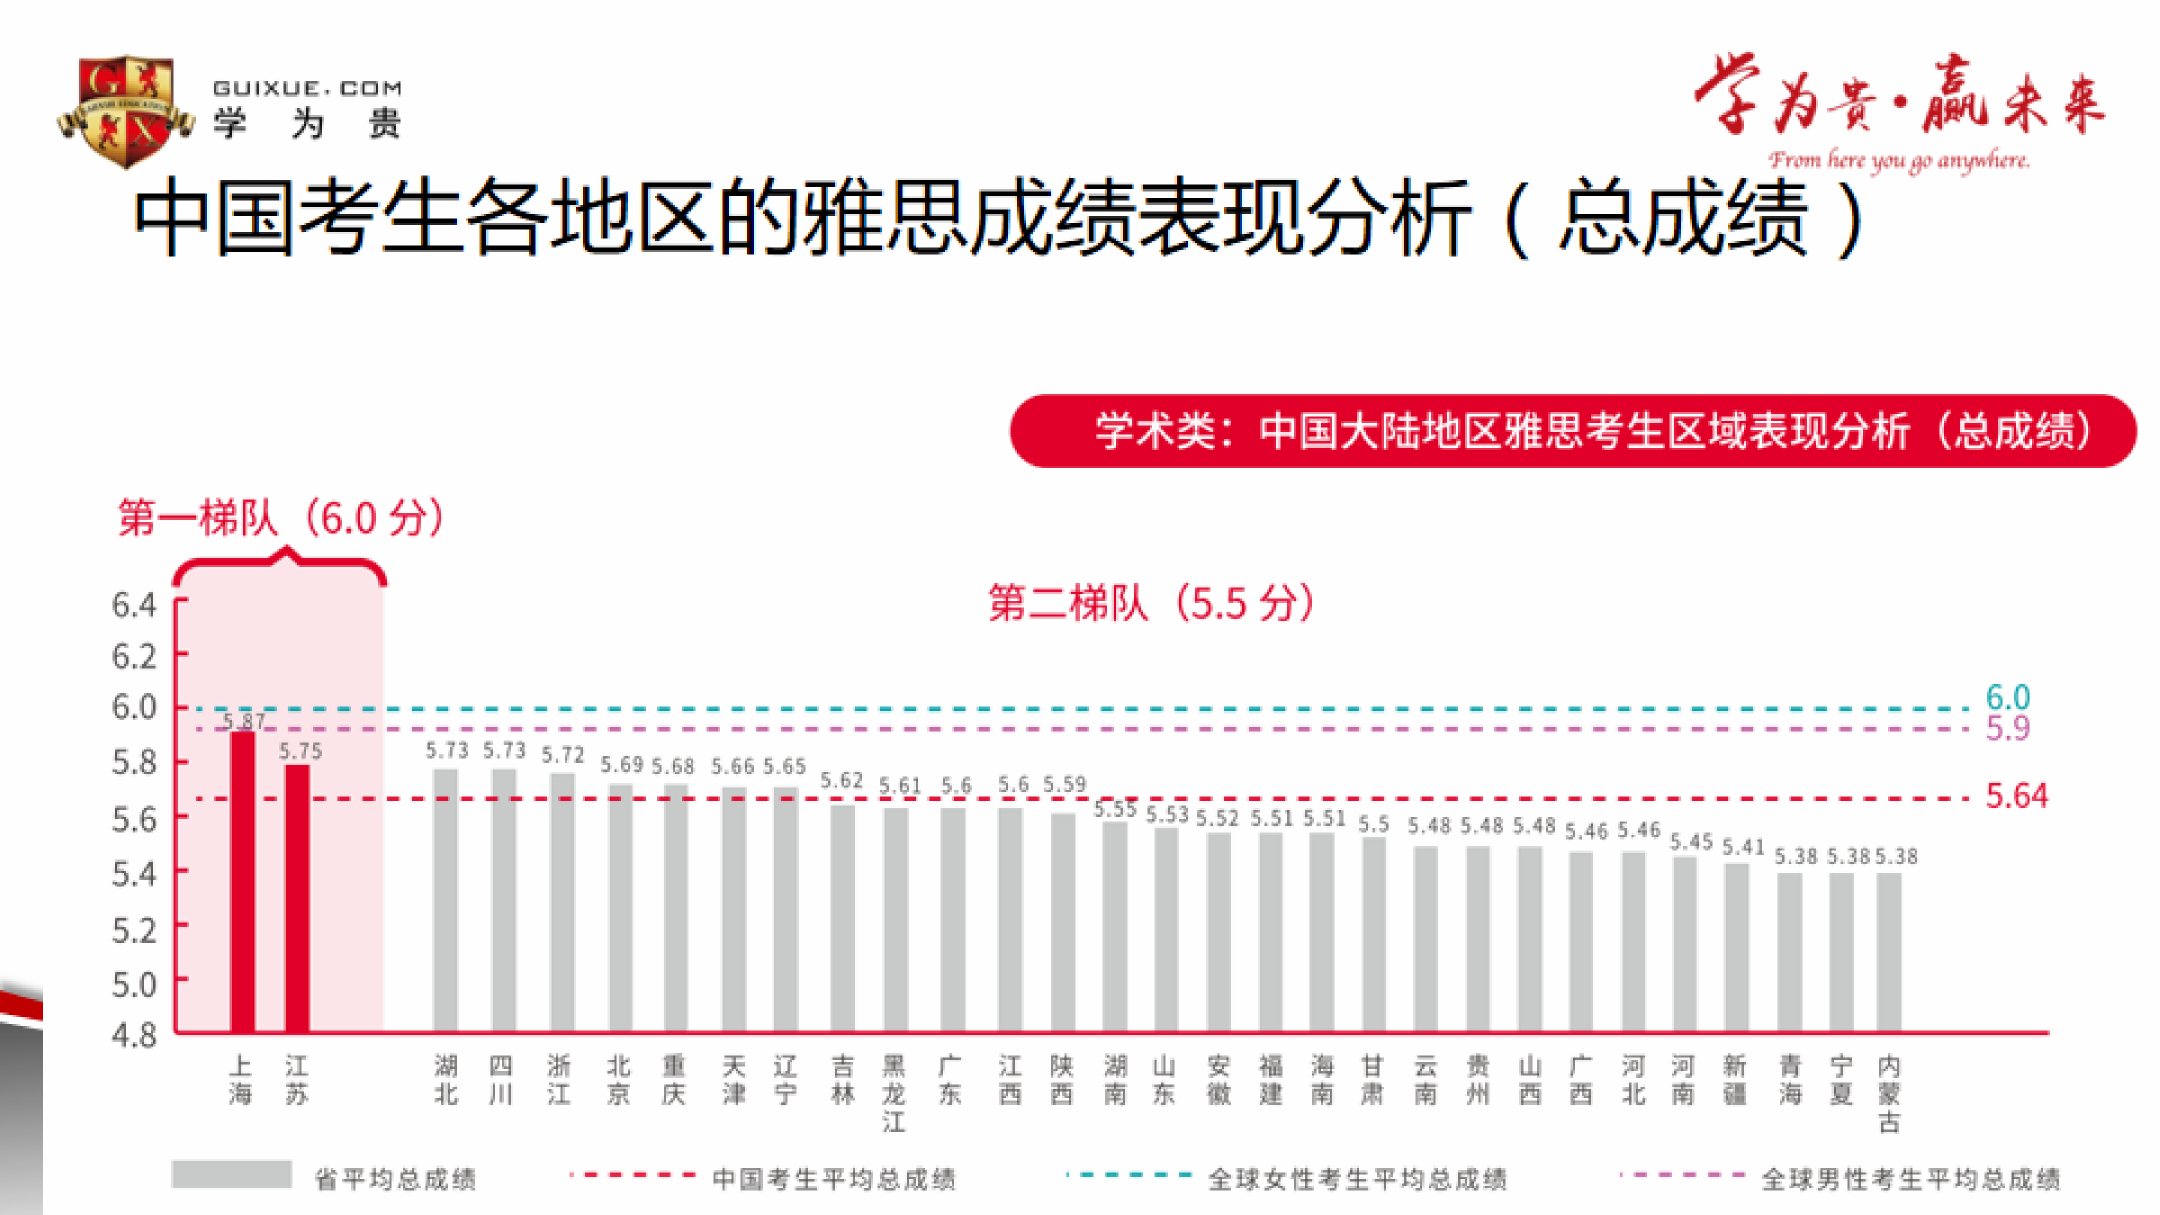 GUIXUE.COM
学为贵
学为贵·赢未来
From here you go anywhere.
中国考生各地区的雅思成绩表现分析（总成绩）
学术类：中国大陆地区雅思考生区域表现分析（总成绩）
第一梯队（6.0 分）
第二梯队（5.5 分）
6.4
6.2
6.0
5.8
5.6
5.4
5.2
5.0
4.8
5.87 5.75 5.73 5.73 5.72 5.69 5.68 5.66 5.65 5.62 5.61 5.6 5.6 5.59 5.55 5.53 5.52 5.51 5.51 5.5 5.48 5.48 5.48 5.46 5.46 5.45 5.41 5.38 5.38 5.38
6.0
5.9
5.64
上海 江苏 湖北 四川 浙江 北京 重庆 天津 辽宁 吉林 黑龙江 广东 江西 陕西 湖南 山东 安徽 福建 海南 甘肃 云南 贵州 山西 广西 河北 河南 新疆 青海 宁夏 内蒙古
省平均总成绩 中国考生平均总成绩 全球女性考生平均总成绩 全球男性考生平均总成绩